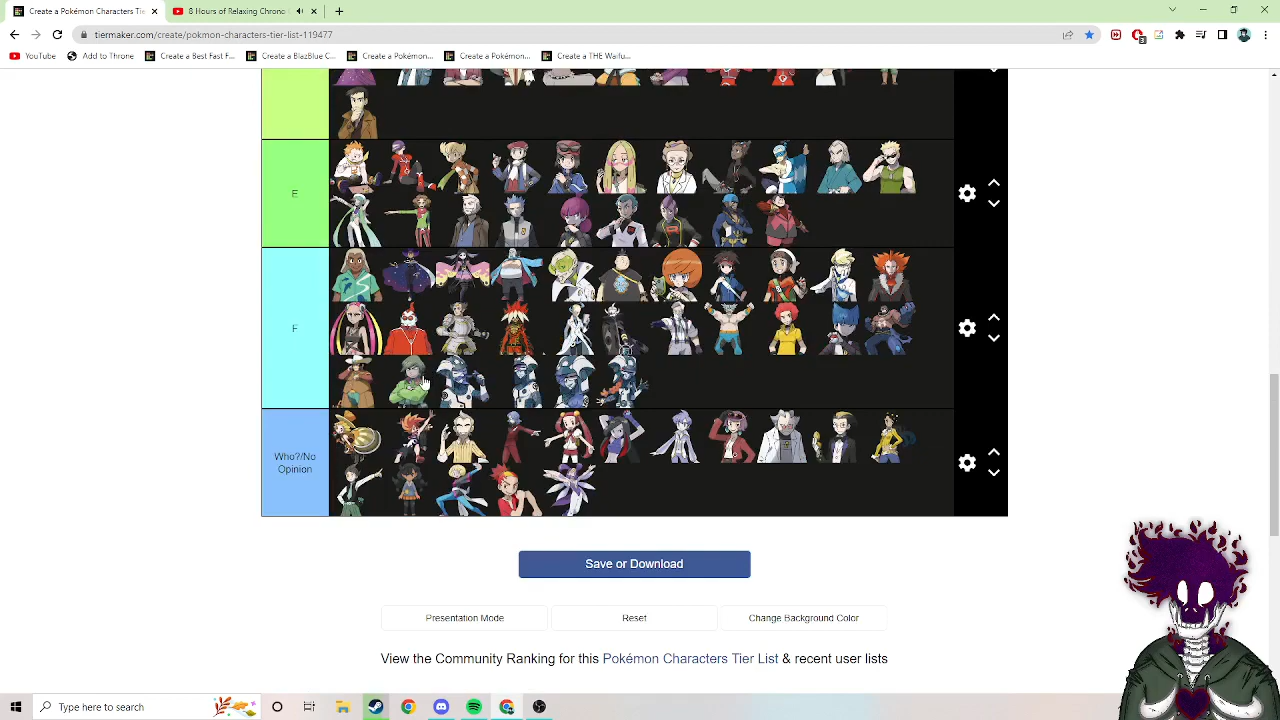 Create a Pokémon Characters Tie
8 Hours of Relaxing Chrono
tiermaker.com/create/pokmon-characters-tier-list-119477
3
YouTube
Add to Throne
Create a Best Fast F...
Create a BlazBlue C...
Create a Pokémon...
Create a Pokémon...
Create a THE Waifu...
E
F
Who?/No
Opinion
Save or Download
Presentation Mode
Reset
Change Background Color
View the Community Ranking for this Pokémon Characters Tier List & recent user lists
Type here to search